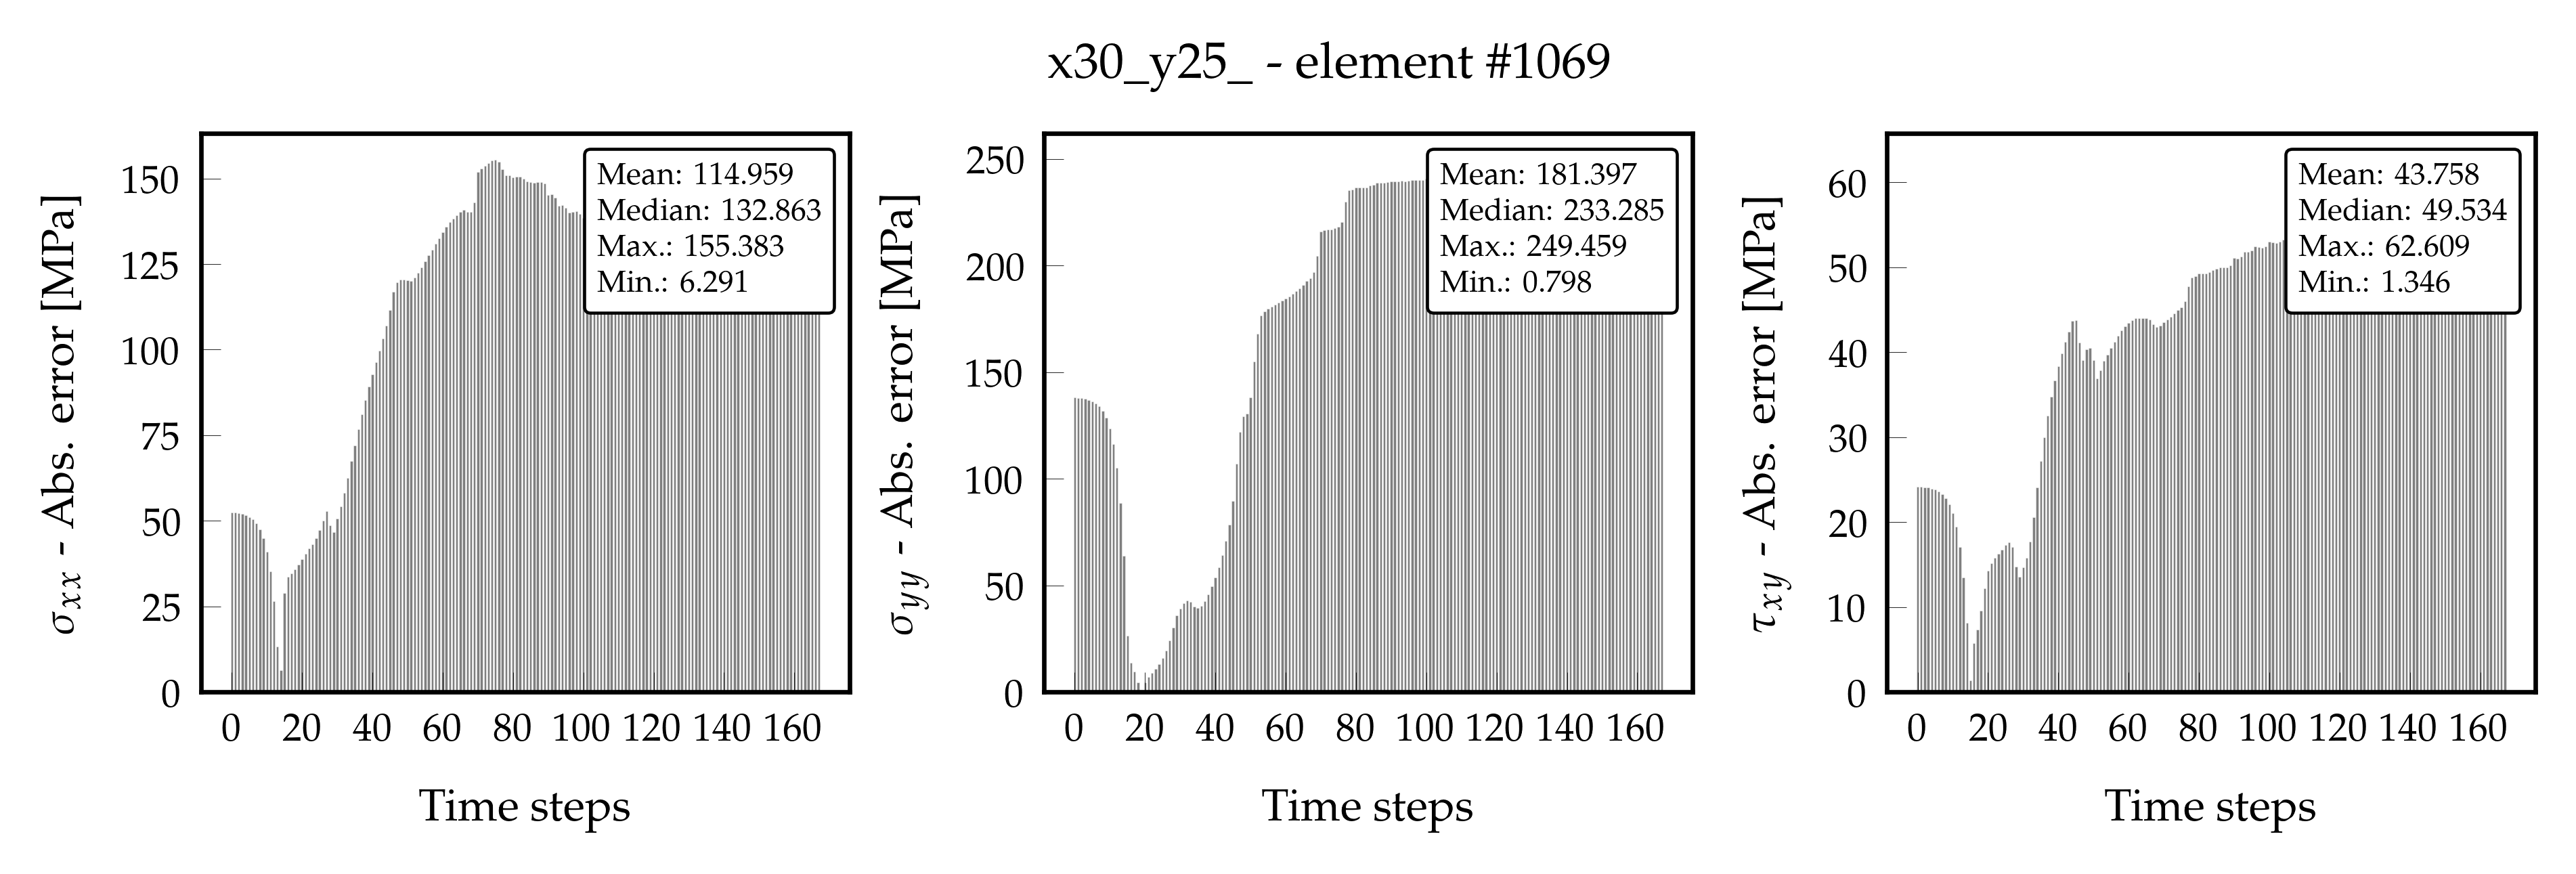 x30_y25_ - element #1069
σxx - Abs. error [MPa]
150
125
100
75
50
25
0
Mean: 114.959
Median: 132.863
Max.: 155.383
Min.: 6.291
0 20 40 60 80 100 120 140 160
Time steps
σyy - Abs. error [MPa]
250
200
150
100
50
0
Mean: 181.397
Median: 233.285
Max.: 249.459
Min.: 0.798
0 20 40 60 80 100 120 140 160
Time steps
τxy - Abs. error [MPa]
60
50
40
30
20
10
0
Mean: 43.758
Median: 49.534
Max.: 62.609
Min.: 1.346
0 20 40 60 80 100 120 140 160
Time steps